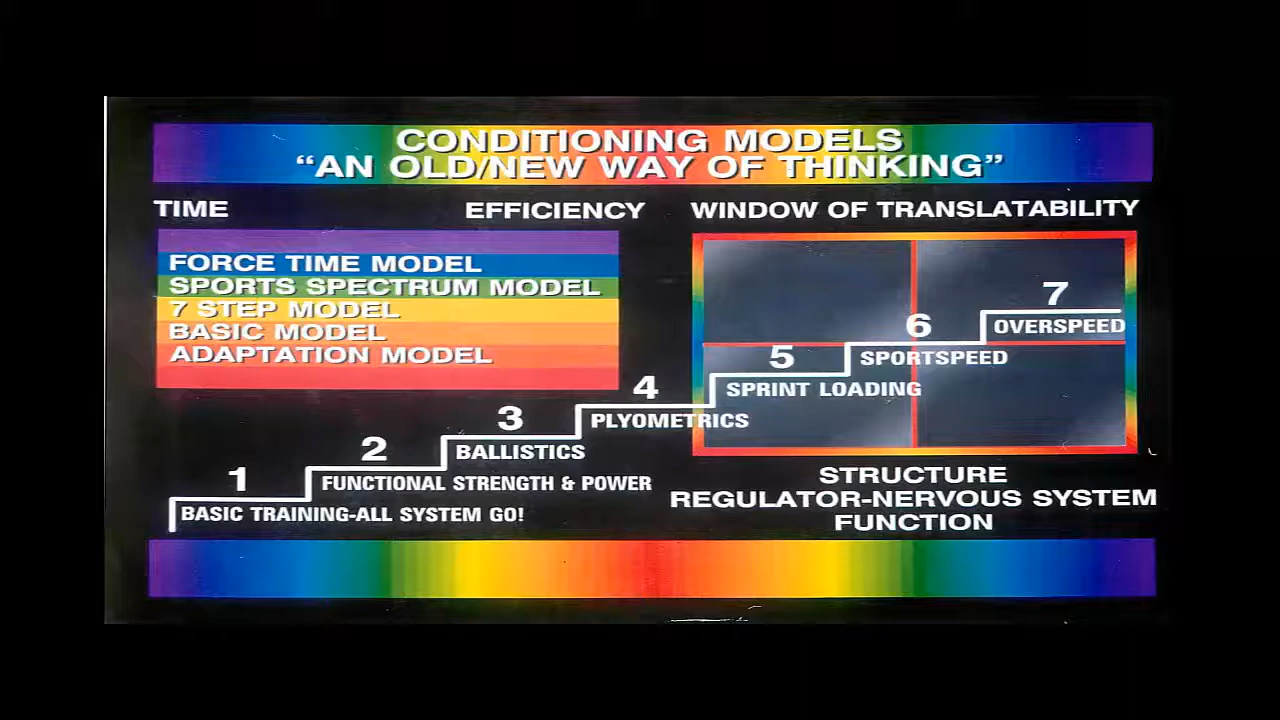 CONDITIONING MODELS
“AN OLD/NEW WAY OF THINKING”
TIME
EFFICIENCY
WINDOW OF TRANSLATABILITY
FORCE TIME MODEL
SPORTS SPECTRUM MODEL
7 STEP MODEL
BASIC MODEL
ADAPTATION MODEL
1
BASIC TRAINING-ALL SYSTEM GO!
2
FUNCTIONAL STRENGTH & POWER
3
BALLISTICS
4
PLYOMETRICS
5
SPRINT LOADING
6
SPORTSPEED
7
OVERSPEED
STRUCTURE
REGULATOR-NERVOUS SYSTEM
FUNCTION